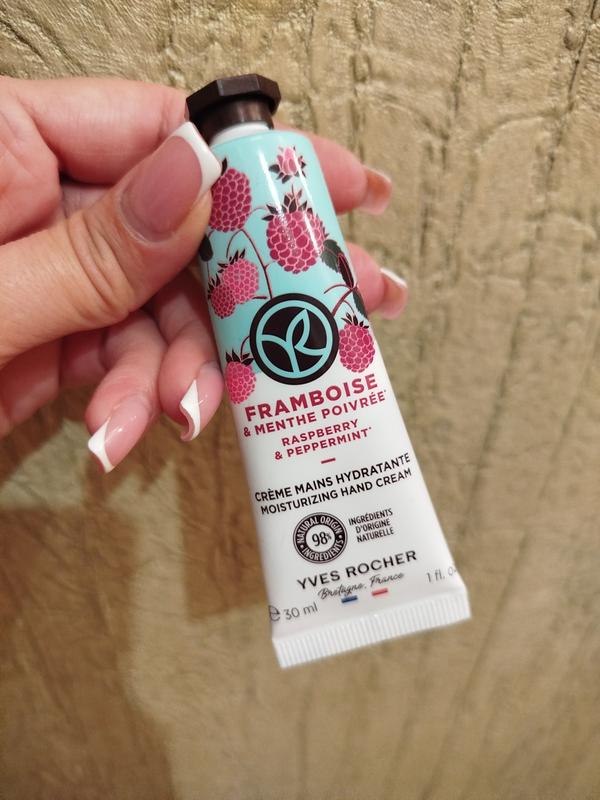 FRAMBOISE
& MENTHE POIVRÉE*
RASPBERRY
& PEPPERMINT*
CRÈME MAINS HYDRATANTE
MOISTURIZING HAND CREAM
NATURAL ORIGIN
98%
INGREDIENTS
INGRÉDIENTS
D'ORIGINE
NATURELLE
YVES ROCHER
Bretagne, France
e 30 ml
1 fl.